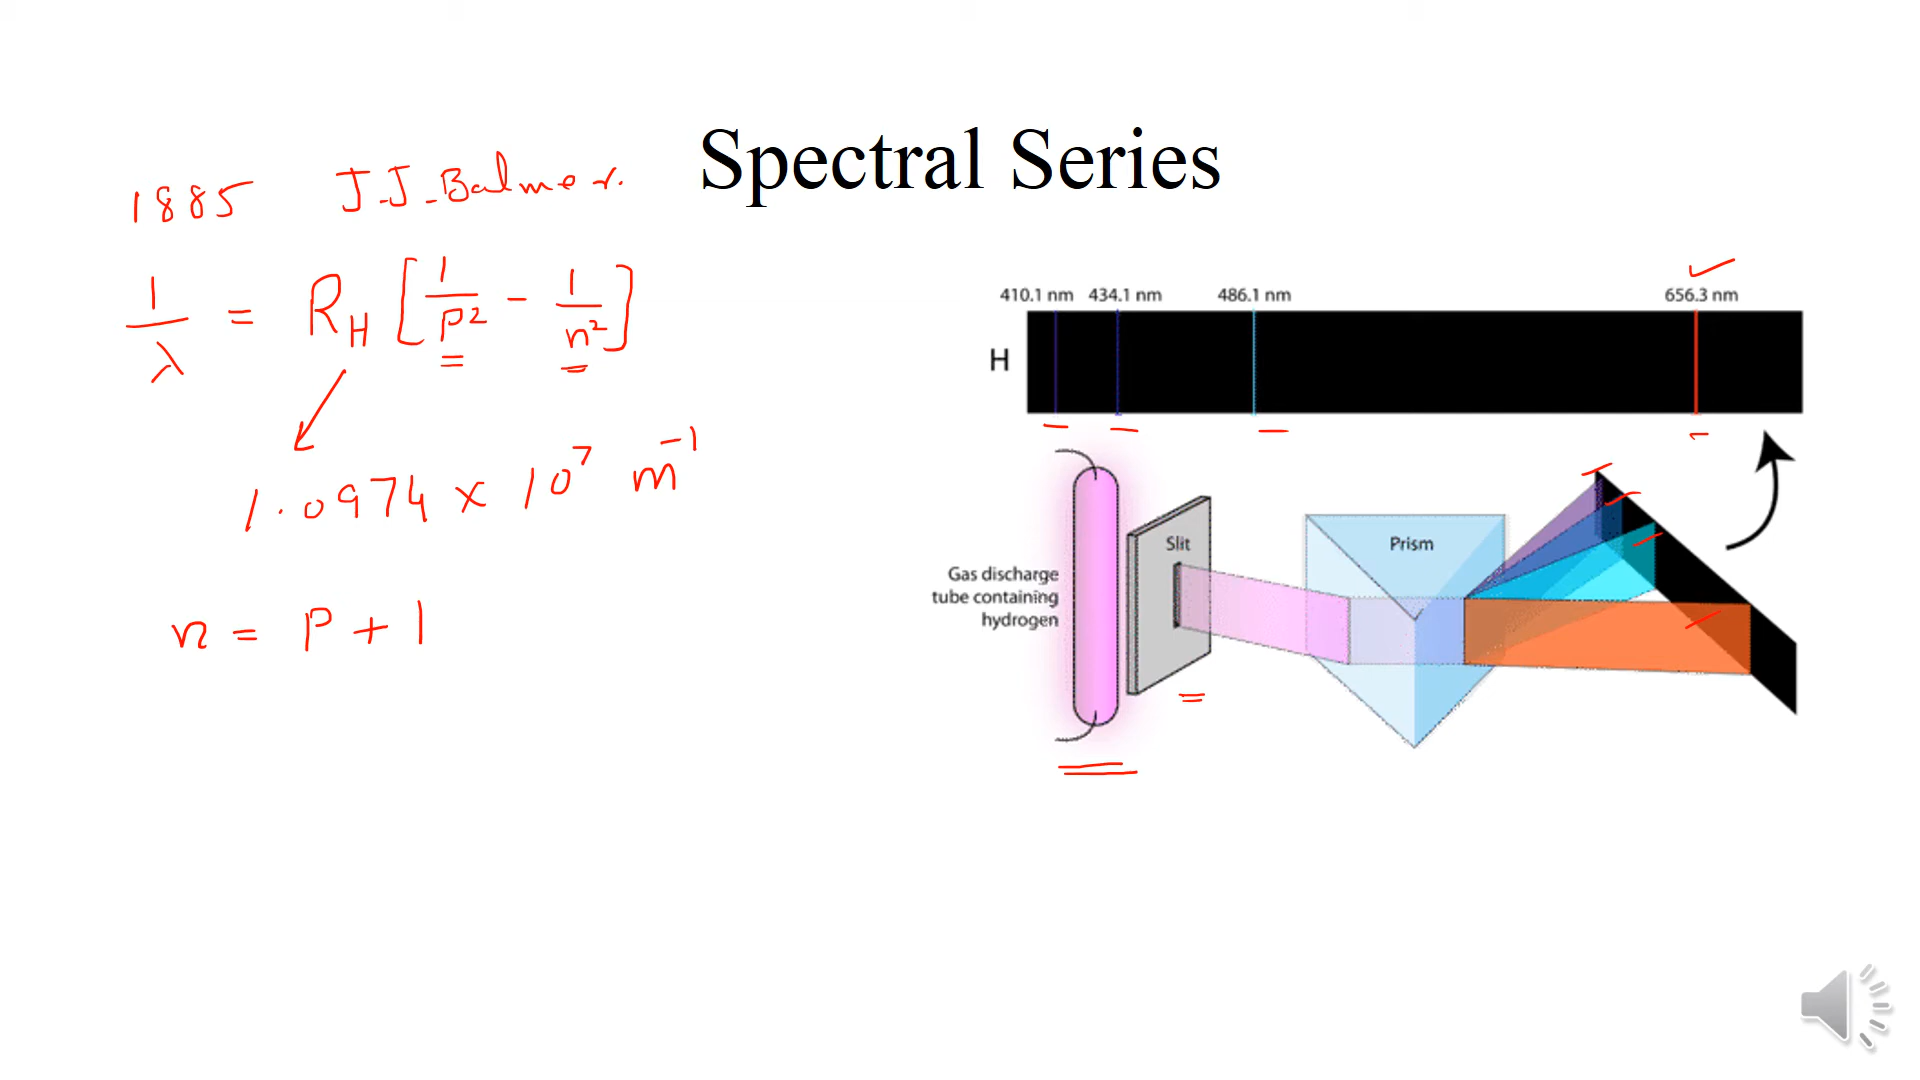 Spectral Series
1885 J.J. Balmer.
1/λ = R_H [1/P² - 1/n²]
1.0974 × 10⁷ m⁻¹
n = P + 1
410.1 nm 434.1 nm 486.1 nm 656.3 nm
H
Slit
Prism
Gas discharge
tube containing
hydrogen